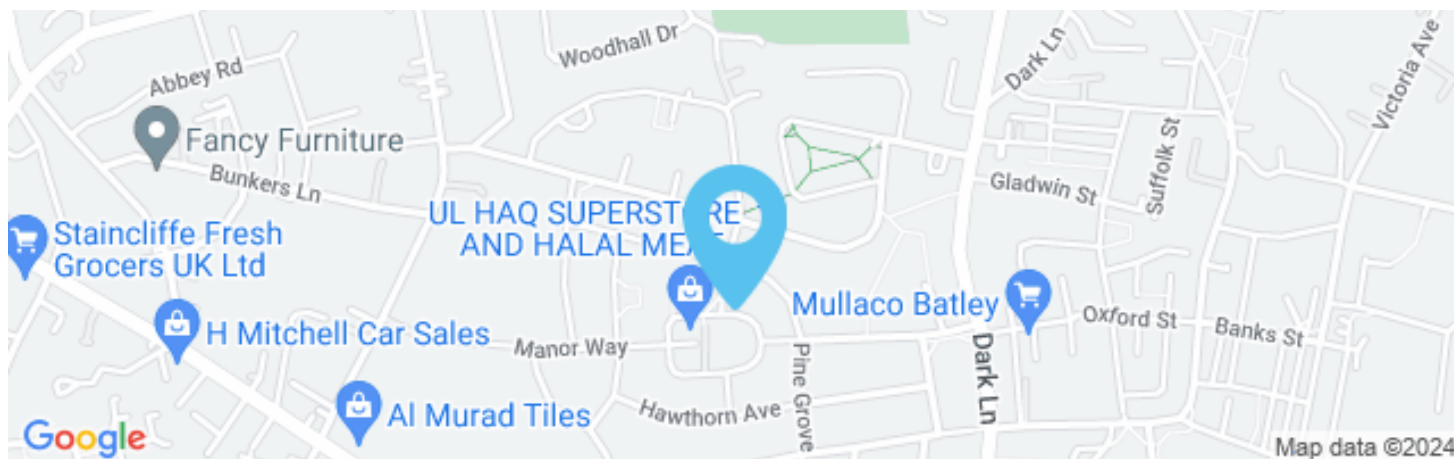 Woodhall Dr
Dark Ln
Victoria Ave
Abbey Rd
Fancy Furniture
Bunkers Ln
Gladwin St
Suffolk St
UL HAQ SUPERST RE
AND HALAL MEAT
Staincliffe Fresh
Grocers UK Ltd
Mullaco Batley
H Mitchell Car Sales
Manor Way
Oxford St
Banks St
Pine Grove
Dark Ln
Al Murad Tiles
Hawthorn Ave
Google
Map data ©2024